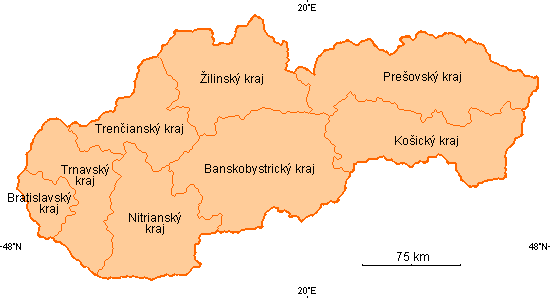 20°E
Žilinský kraj
Prešovský kraj
Trenčianský kraj
Košický kraj
Trnavský
kraj
Banskobystrický kraj
Bratislavský
kraj
Nitrianský
kraj
48°N
48°N
75 km
20°E